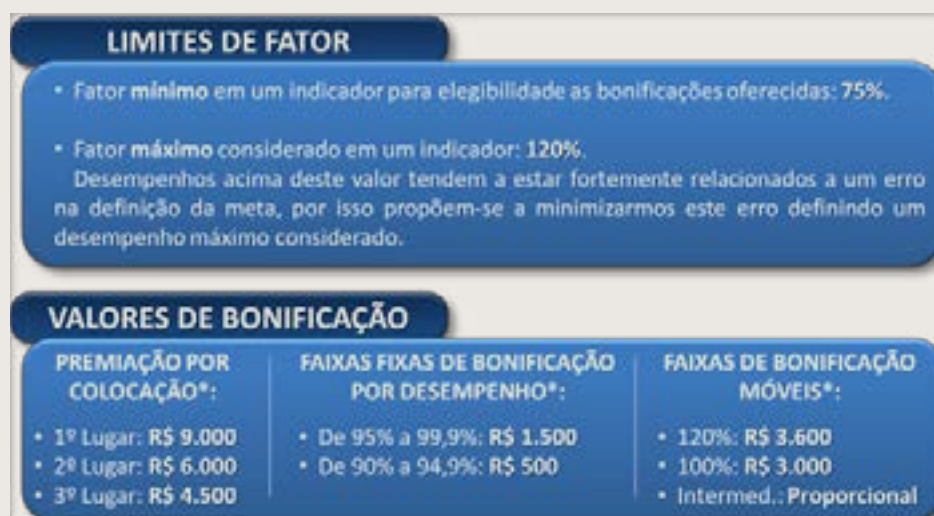 LIMITES DE FATOR
• Fator mínimo em um indicador para elegibilidade as bonificações oferecidas: 75%.
• Fator máximo considerado em um indicador: 120%.
Desempenhos acima deste valor tendem a estar fortemente relacionados a um erro
na definição da meta, por isso propõem-se a minimizarmos este erro definindo um
desempenho máximo considerado.
VALORES DE BONIFICAÇÃO
PREMIAÇÃO POR
COLOCAÇÃO*:
• 1º Lugar: R$ 9.000
• 2º Lugar: R$ 6.000
• 3º Lugar: R$ 4.500
FAIXAS FIXAS DE BONIFICAÇÃO
POR DESEMPENHO*:
• De 95% a 99,9%: R$ 1.500
• De 90% a 94,9%: R$ 500
FAIXAS DE BONIFICAÇÃO
MÓVEIS*:
• 120%: R$ 3.600
• 100%: R$ 3.000
• Intermed.: Proporcional